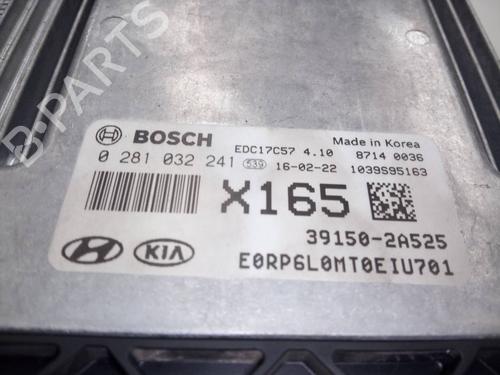 B-PARTS
BOSCH EDC17C57 4.10 Made in Korea
8714 0036
0 281 032 241 539 16-02-22 1039S95163
X165
39150-2A525
KIA
E0RP6L0MT0EIU701